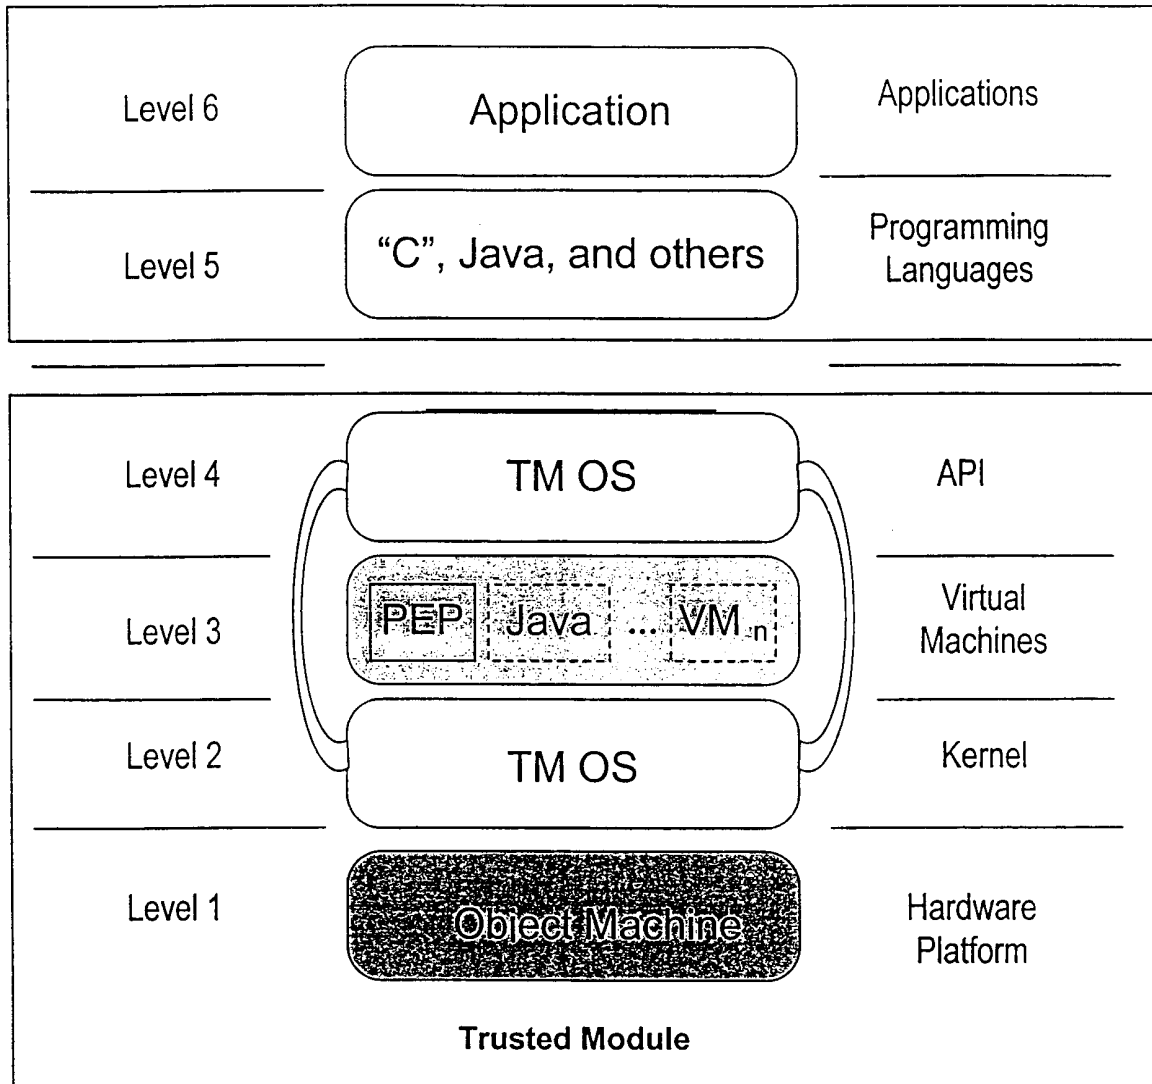 Level 6
Application
Applications
Level 5
“C”, Java, and others
Programming
Languages
Level 4
TM OS
API
Level 3
PEP Java ... VM n
Virtual
Machines
Level 2
TM OS
Kernel
Level 1
Object Machine
Hardware
Platform
Trusted Module